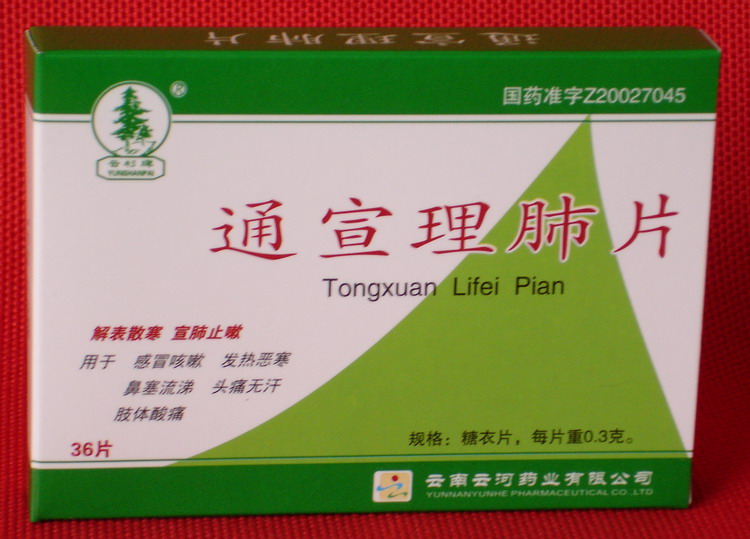 通宣理肺片
国药准字Z20027045
®
云杉牌
YUNSHANPAI
通宣理肺片
Tongxuan Lifei Pian
解表散寒 宣肺止嗽
用于 感冒咳嗽 发热恶寒
鼻塞流涕 头痛无汗
肢体酸痛
36片
规格：糖衣片，每片重0.3克。
云南云河药业有限公司
YUNNANYUNHE PHARMACEUTICAL CO.,LTD